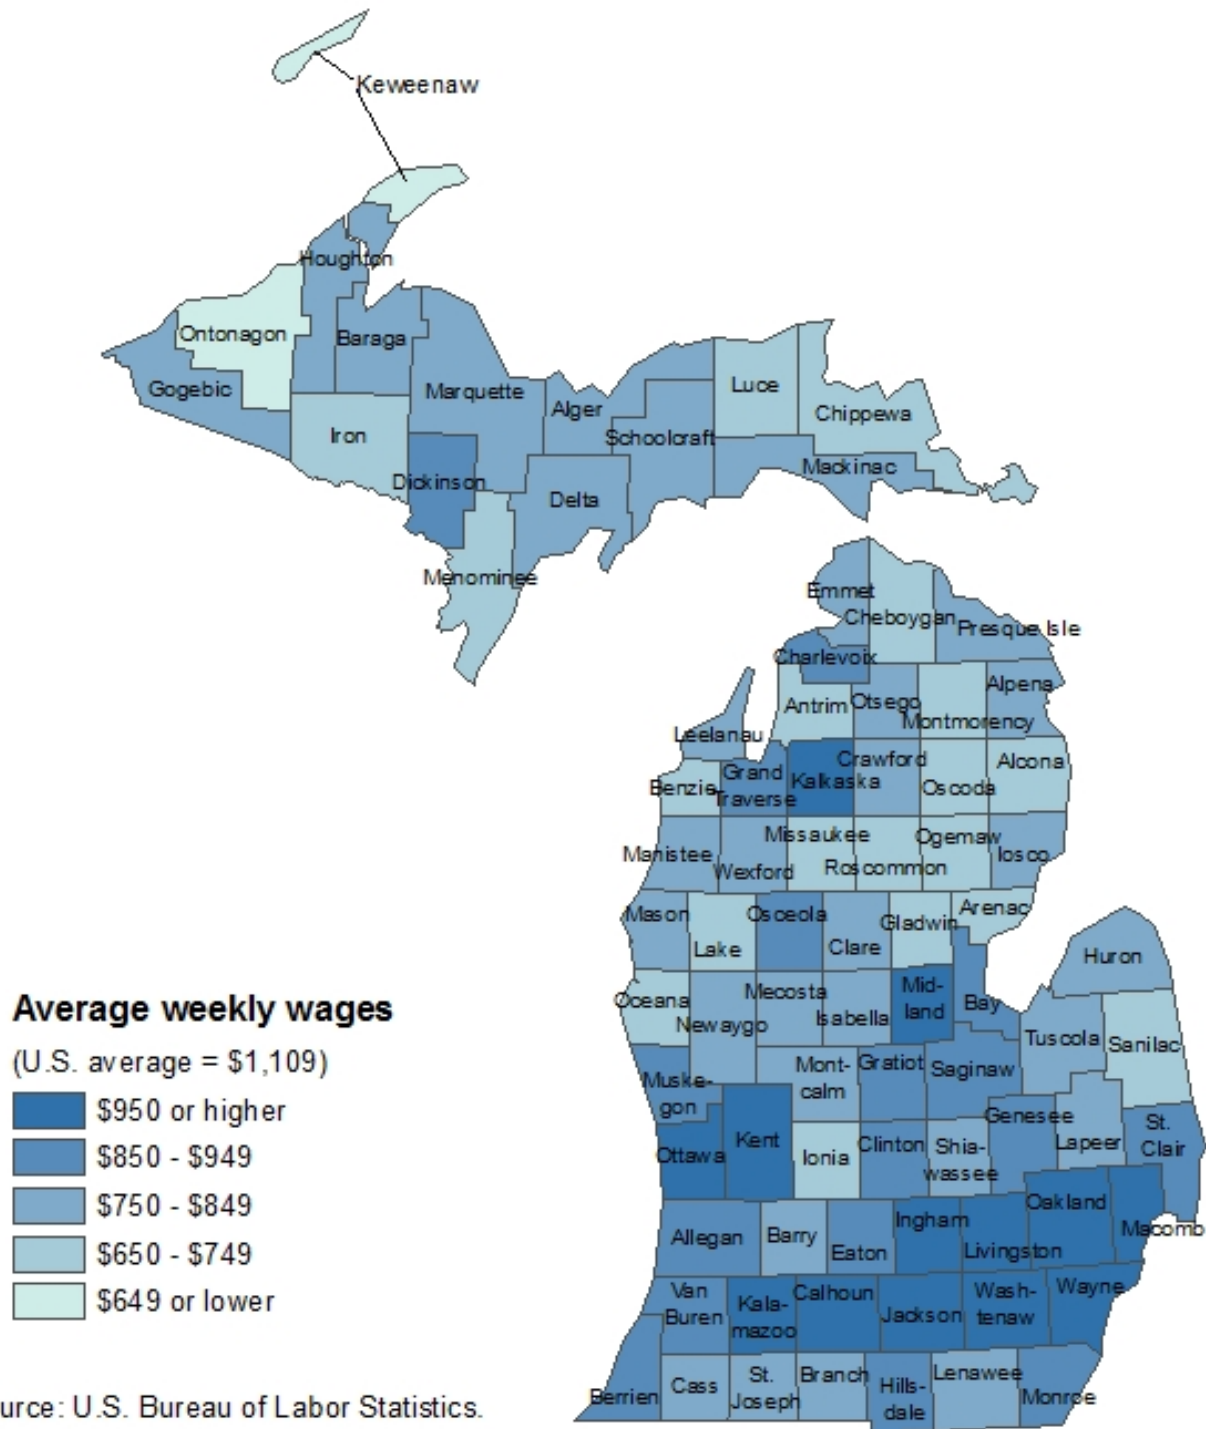 Keweenaw
Houghton
Ontonagon
Baraga
Gogebic
Marquette
Luce
Alger
Chippewa
Iron
Schoolcraft
Mackinac
Dickinson
Delta
Menominee
Emmet
Cheboygan
Presque Isle
Charlevoix
Alpena
Antrim
Otsego
Montmorency
Leelanau
Crawford
Alcona
Grand
Traverse
Kalkaska
Benzie
Oscoda
Missaukee
Ogemaw
Manistee
Iosco
Wexford
Roscommon
Mason
Osceola
Arenac
Gladwin
Lake
Clare
Huron
Mid-
land
Oceana
Mecosta
Bay
Newaygo
Isabella
Tuscola
Sanilac
Mont-
calm
Gratiot
Saginaw
Muske-
gon
Genesee
St.
Clair
Lapeer
Kent
Ottawa
Ionia
Clinton
Shia-
wassee
Oakland
Ingham
Macomb
Allegan
Barry
Eaton
Livingston
Van
Buren
Kala-
mazoo
Calhoun
Jackson
Wash-
tenaw
Wayne
Berrien
Cass
St.
Joseph
Branch
Hills-
dale
Lenawee
Monroe
Average weekly wages
(U.S. average = $1,109)
$950 or higher
$850 - $949
$750 - $849
$650 - $749
$649 or lower
urce: U.S. Bureau of Labor Statistics.